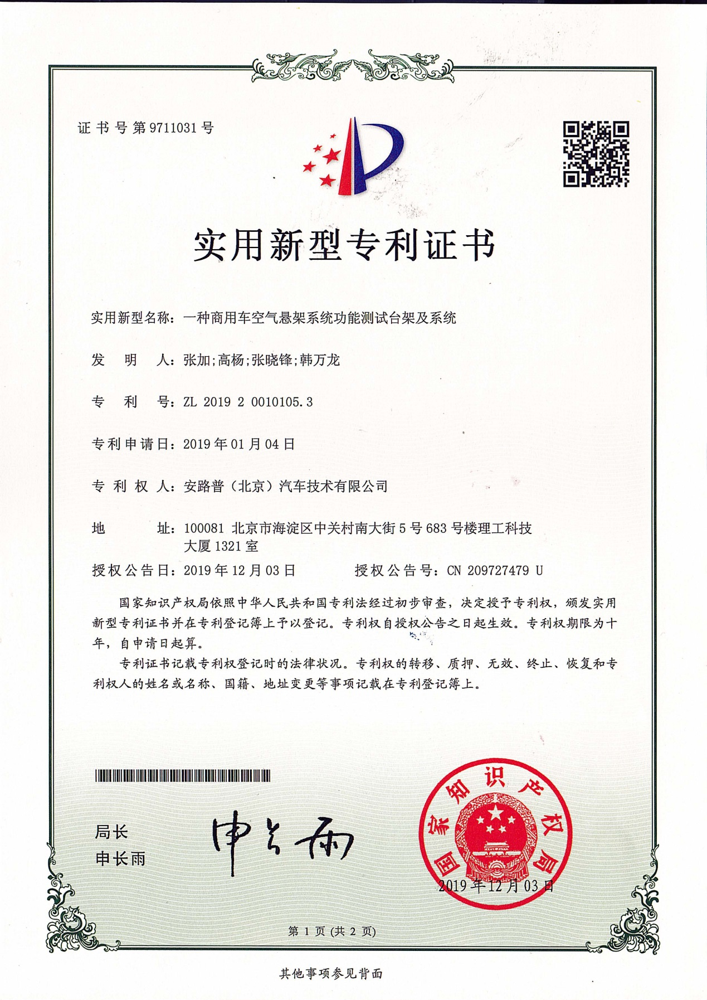 证书号第9711031号
实用新型专利证书
实用新型名称：一种商用车空气悬架系统功能测试台架及系统
发明人：张加;高杨;张晓锋;韩万龙
专利号：ZL 2019 2 0010105.3
专利申请日：2019年01月04日
专利权人：安路普（北京）汽车技术有限公司
地址：100081 北京市海淀区中关村南大街5号683号楼理工科技
大厦1321室
授权公告日：2019年12月03日 授权公告号：CN 209727479 U
国家知识产权局依照中华人民共和国专利法经过初步审查，决定授予专利权，颁发实用
新型专利证书并在专利登记簿上予以登记。专利权自授权公告之日起生效。专利权期限为十
年，自申请日起算。
专利证书记载专利权登记时的法律状况。专利权的转移、质押、无效、终止、恢复和专
利权人的姓名或名称、国籍、地址变更等事项记载在专利登记簿上。
局长
申长雨
申长雨
国家知识产权局
2019年12月03日
第 1 页 (共 2 页)
其他事项参见背面